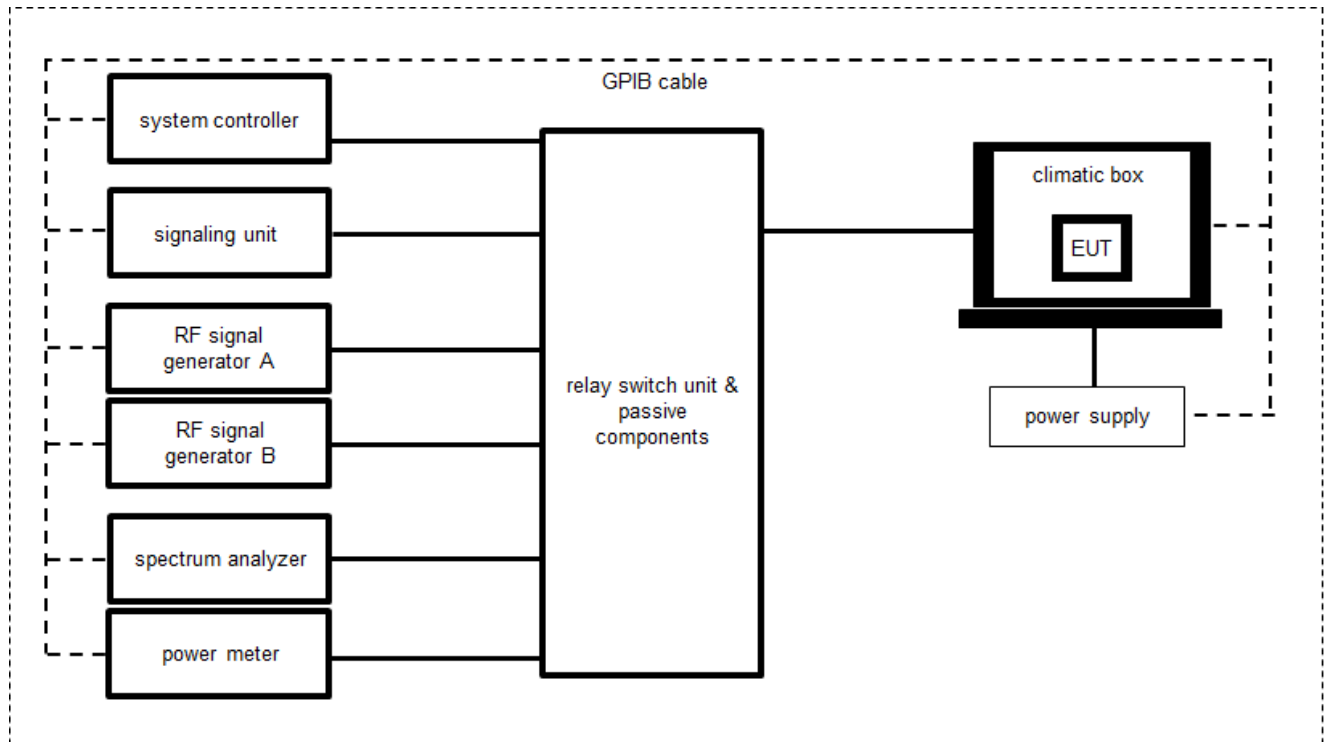 GPIB cable
system controller
signaling unit
RF signal
generator A
RF signal
generator B
spectrum analyzer
power meter
relay switch unit &
passive
components
climatic box
EUT
power supply